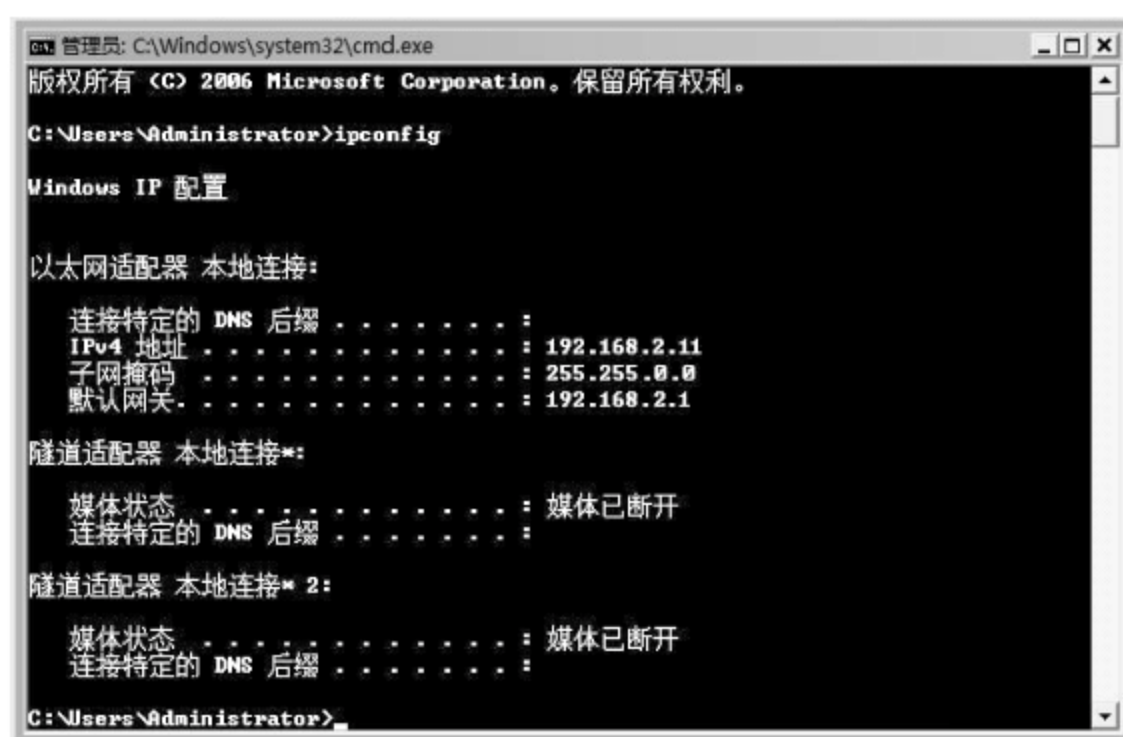 管理员: C:\Windows\system32\cmd.exe
版权所有 (C) 2006 Microsoft Corporation。保留所有权利。
C:\Users\Administrator>ipconfig
Windows IP 配置
以太网适配器 本地连接:
连接特定的 DNS 后缀 . . . . . . . :
IPv4 地址 . . . . . . . . . . . . : 192.168.2.11
子网掩码 . . . . . . . . . . . . : 255.255.0.0
默认网关. . . . . . . . . . . . . : 192.168.2.1
隧道适配器 本地连接*:
媒体状态 . . . . . . . . . . . . : 媒体已断开
连接特定的 DNS 后缀 . . . . . . . :
隧道适配器 本地连接* 2:
媒体状态 . . . . . . . . . . . . : 媒体已断开
连接特定的 DNS 后缀 . . . . . . . :
C:\Users\Administrator>_